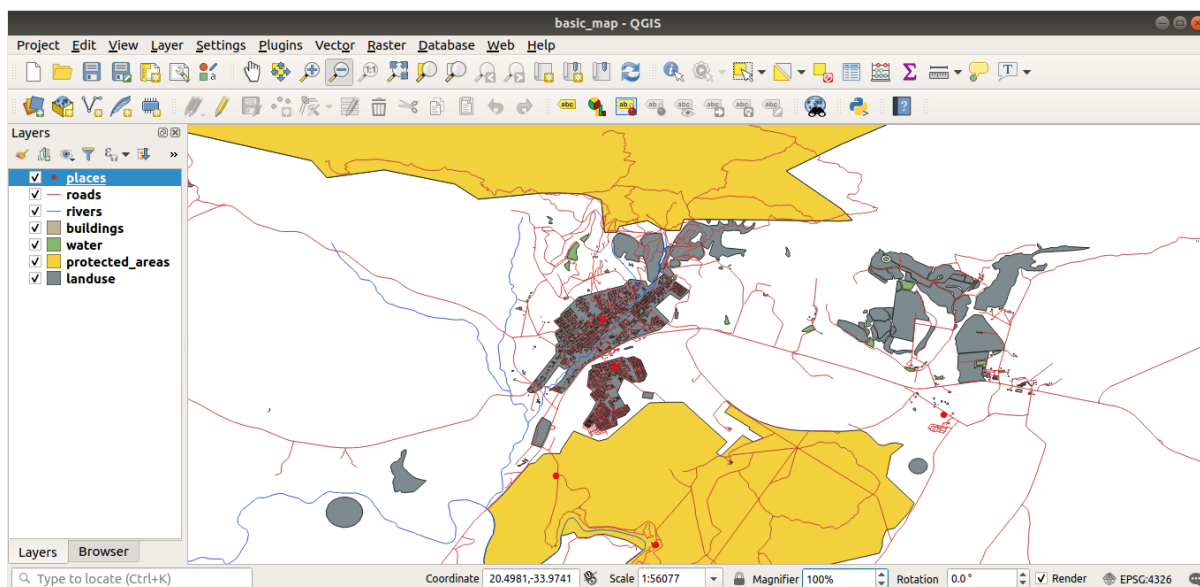 basic_map - QGIS
Project Edit View Layer Settings Plugins Vector Raster Database Web Help
Layers
places
roads
rivers
buildings
water
protected_areas
landuse
Layers Browser
Type to locate (Ctrl+K) Coordinate 20.4981,-33.9741 Scale 1:56077 Magnifier 100% Rotation 0.0° Render EPSG:4326